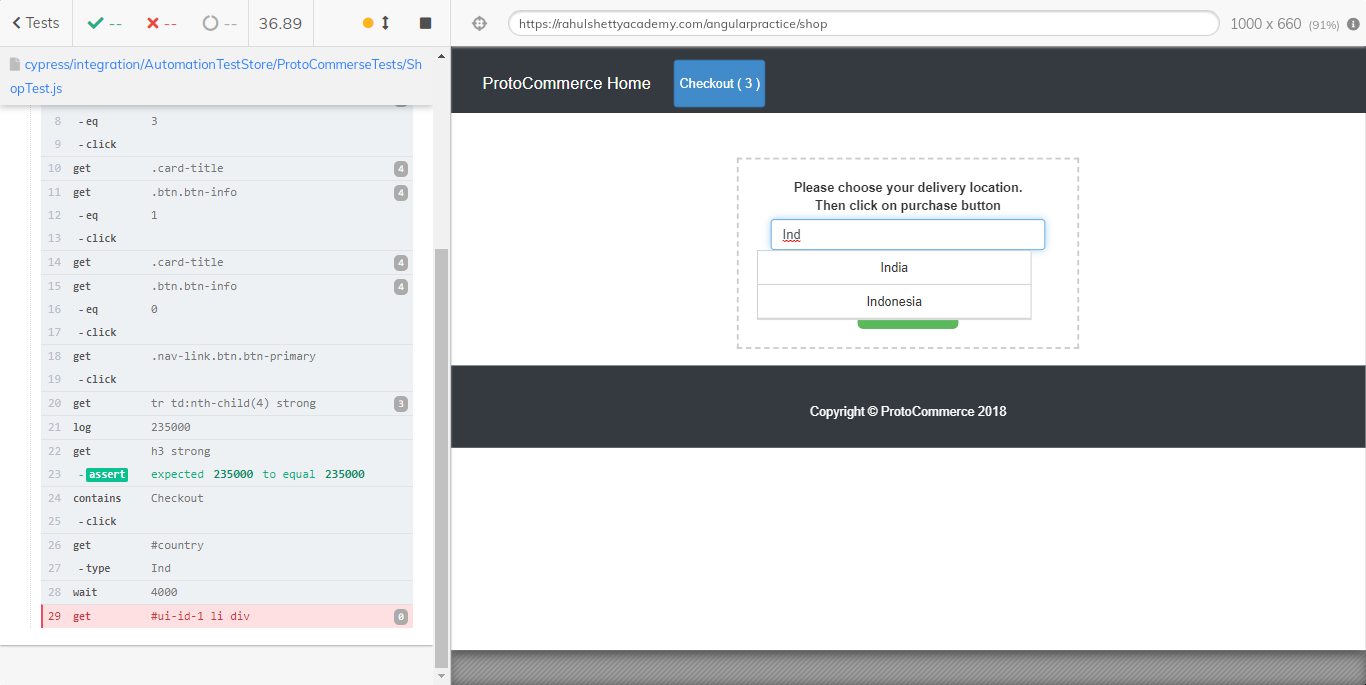 Tests -- -- -- 36.89
cypress/integration/AutomationTestStore/ProtoCommerseTests/Sh
opTest.js
8 -eq 3
9 -click
10 get .card-title 4
11 get .btn.btn-info 4
12 -eq 1
13 -click
14 get .card-title 4
15 get .btn.btn-info 4
16 -eq 0
17 -click
18 get .nav-link.btn.btn-primary
19 -click
20 get tr td:nth-child(4) strong 3
21 log 235000
22 get h3 strong
23 -assert expected 235000 to equal 235000
24 contains Checkout
25 -click
26 get #country
27 -type Ind
28 wait 4000
29 get #ui-id-1 li div 0
https://rahulshettyacademy.com/angularpractice/shop 1000 x 660 (91%)
ProtoCommerce Home Checkout ( 3 )
Please choose your delivery location.
Then click on purchase button
Ind
India
Indonesia
Copyright © ProtoCommerce 2018